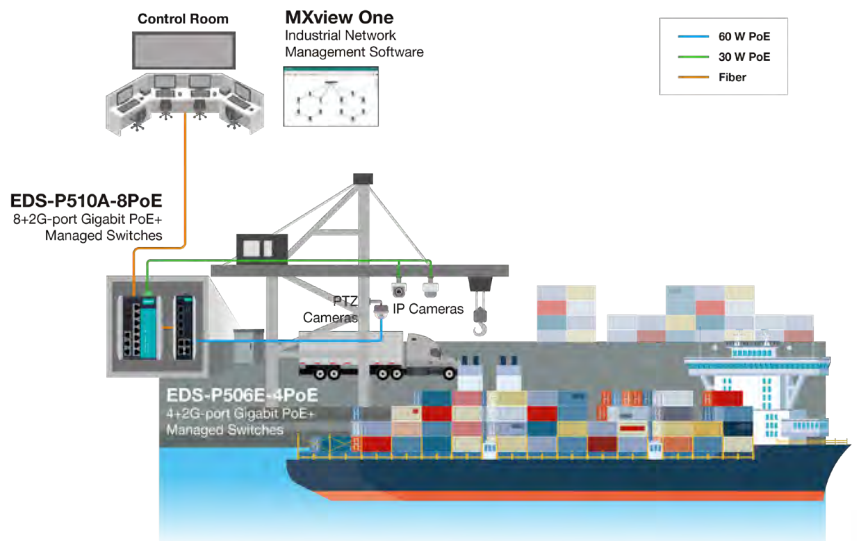 Control Room
MXview One
Industrial Network
Management Software
60 W PoE
30 W PoE
Fiber
EDS-P510A-8PoE
8+2G-port Gigabit PoE+
Managed Switches
PTZ
Cameras
IP Cameras
EDS-P506E-4PoE
4+2G-port Gigabit PoE+
Managed Switches